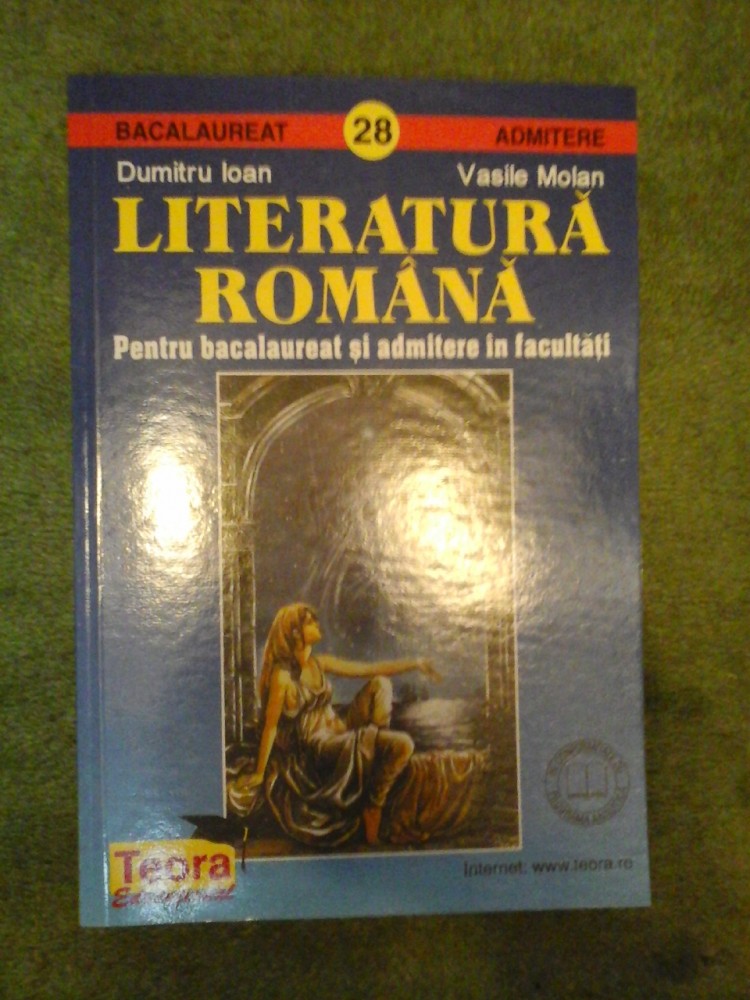 BACALAUREAT 28 ADMITERE
Dumitru Ioan Vasile Molan
LITERATURĂ
ROMÂNĂ
Pentru bacalaureat și admitere în facultăți
Teora
Educațional
Internet: www.teora.ro